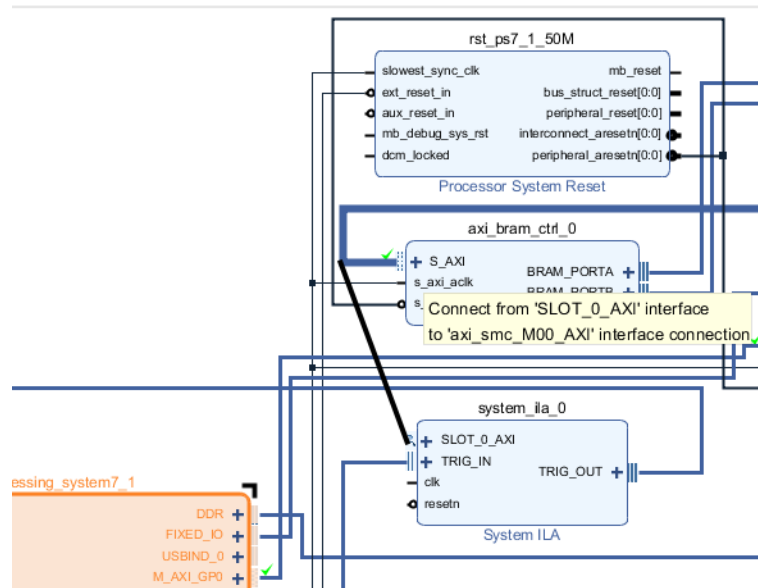 rst_ps7_1_50M
slowest_sync_clk
mb_reset
ext_reset_in
bus_struct_reset[0:0]
aux_reset_in
peripheral_reset[0:0]
mb_debug_sys_rst
interconnect_aresetn[0:0]
dcm_locked
peripheral_aresetn[0:0]
Processor System Reset
axi_bram_ctrl_0
S_AXI
BRAM_PORTA
s_axi_aclk
BRAM_PORTB
Connect from 'SLOT_0_AXI' interface
to 'axi_smc_M00_AXI' interface connection
system_ila_0
SLOT_0_AXI
TRIG_IN
TRIG_OUT
clk
resetn
System ILA
essing_system7_1
DDR
FIXED_IO
USBIND_0
M_AXI_GP0